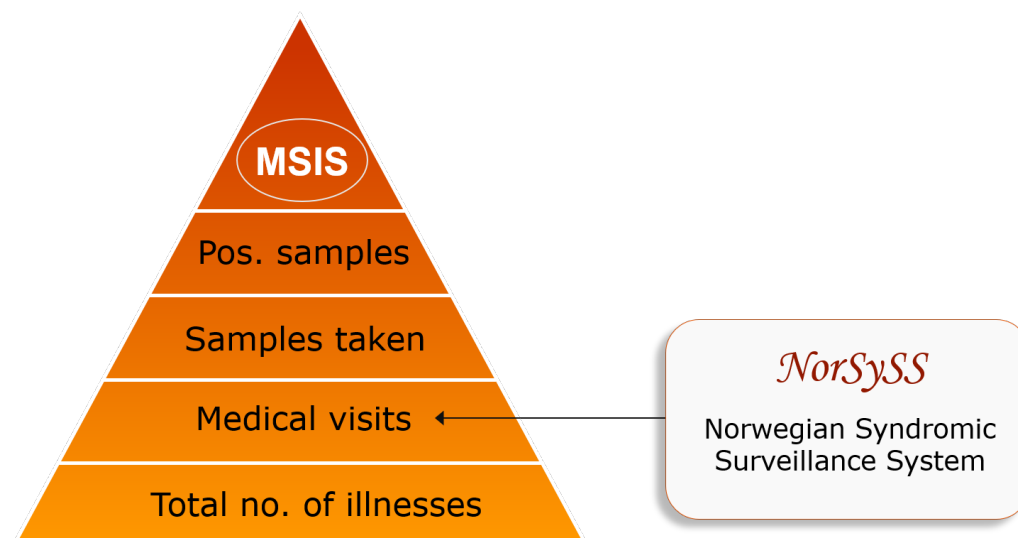 MSIS
Pos. samples
Samples taken
Medical visits
Total no. of illnesses
NorSySS
Norwegian Syndromic
Surveillance System